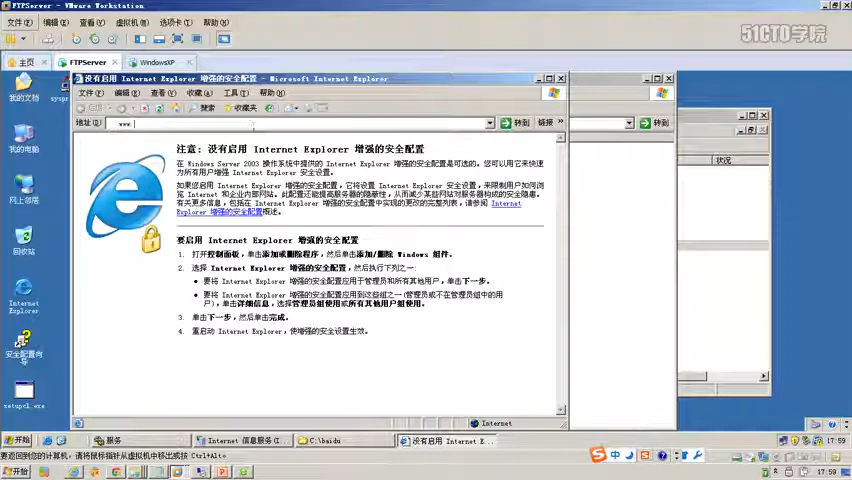 FTPServer - VMware Workstation
文件(F) 编辑(E) 查看(V) 虚拟机(M) 选项卡(T) 帮助(H)
51CTO学院
主页 FTPServer WindowsXP
没有启用 Internet Explorer 增强的安全配置 - Microsoft Internet Explorer
文件(F) 编辑(E) 查看(V) 收藏(A) 工具(T) 帮助(H)
搜索 收藏夹
地址(D) www. 转到 链接 » 转到
状况
我的文档
我的电脑
网上邻居
回收站
Internet
Explorer
安全配置向
导
setupcl.exe
注意: 没有启用 Internet Explorer 增强的安全配置
在 Windows Server 2003 操作系统中提供的 Internet Explorer 增强的安全配置是可选的。您可以用它来快速
为所有用户增强 Internet Explorer 安全设置。
如果您启用 Internet Explorer 增强的安全配置,它将设置 Internet Explorer 安全设置,来限制用户如何浏
览 Internet 和企业内部网站。此配置还能提高服务器的隐蔽性,从而减少某些网站对服务器构成的安全隐患。
有关更多信息,包括在 Internet Explorer 增强的安全配置中实现的更改的完整列表,请参阅 Internet
Explorer 增强的安全配置概述。
要启用 Internet Explorer 增强的安全配置
1. 打开控制面板,单击添加或删除程序,然后单击添加/删除 Windows 组件。
2. 选择 Internet Explorer 增强的安全配置,然后执行下列之一:
• 要将 Internet Explorer 增强的安全配置应用于管理员和所有其他用户,单击下一步。
• 要将 Internet Explorer 增强的安全配置应用到这些组之一(管理员或不在管理员组中的用
户),单击详细信息,选择管理员组使用或所有其他用户组使用。
3. 单击下一步,然后单击完成。
4. 重启动 Internet Explorer,使增强的安全设置生效。
Internet
开始 服务 Internet 信息服务(I... C:\baidu 没有启用 Internet E... 17:59
要返回到您的计算机,请将鼠标指针从虚拟机中移出或按 Ctrl+Alt。
中
开始 17:59